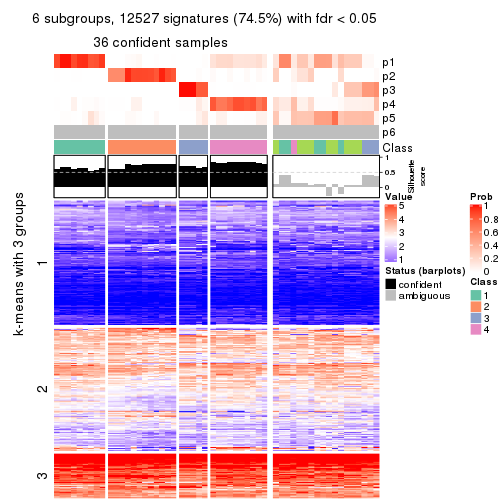 6 subgroups, 12527 signatures (74.5%) with fdr < 0.05
36 confident samples
p1
p2
p3
p4
p5
p6
Class
1
0.5
0
Silhouette
score
k-means with 3 groups
1
2
3
Value
5
4
3
2
1
Status (barplots)
confident
ambiguous
Prob
1
0.8
0.6
0.4
0.2
0
Class
1
2
3
4